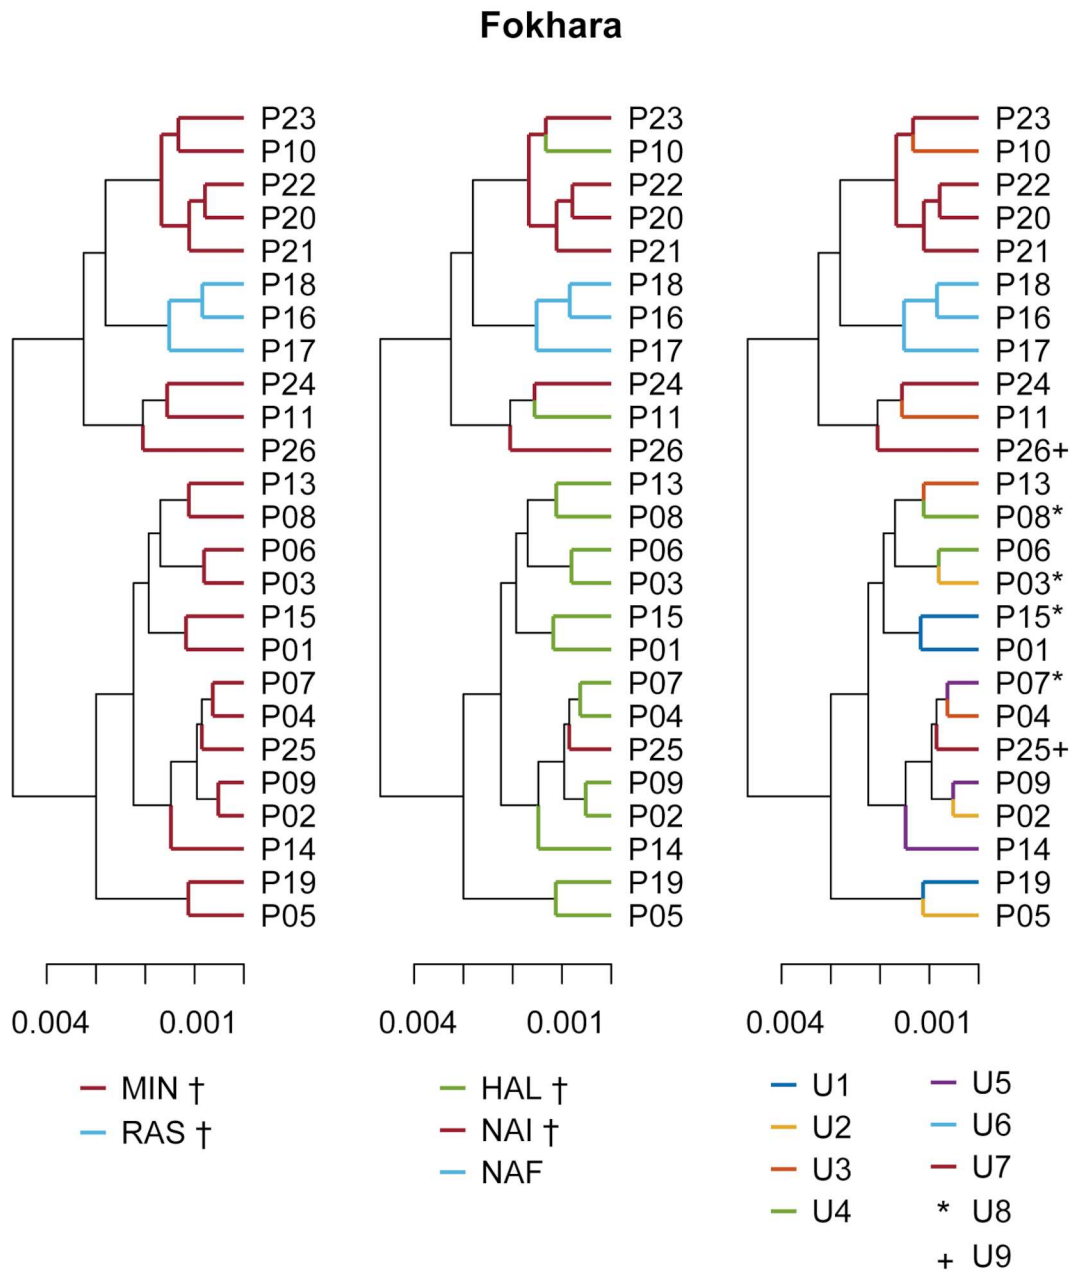 Fokhara
P23 P23 P23
P10 P10 P10
P22 P22 P22
P20 P20 P20
P21 P21 P21
P18 P18 P18
P16 P16 P16
P17 P17 P17
P24 P24 P24
P11 P11 P11
P26 P26 P26+
P13 P13 P13
P08 P08 P08*
P06 P06 P06
P03 P03 P03*
P15 P15 P15*
P01 P01 P01
P07 P07 P07*
P04 P04 P04
P25 P25 P25+
P09 P09 P09
P02 P02 P02
P14 P14 P14
P19 P19 P19
P05 P05 P05
0.004 0.001 0.004 0.001 0.004 0.001
MIN † HAL † U1 U5
RAS † NAI † U2 U6
NAF U3 U7
U4 * U8
+ U9